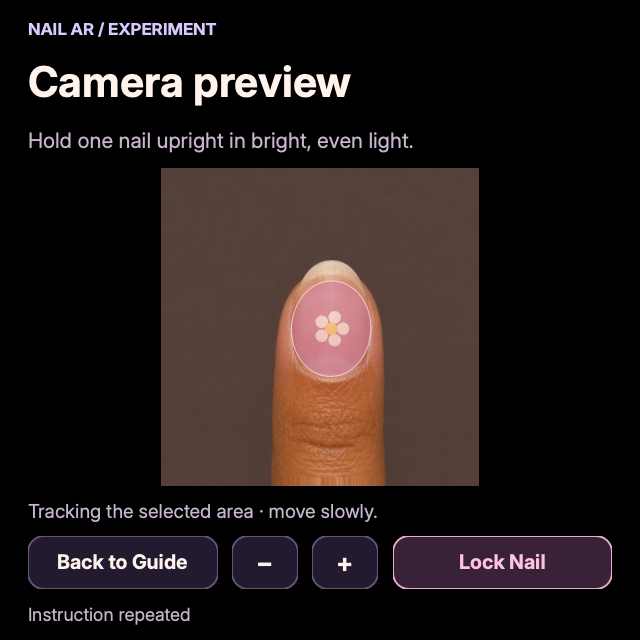 NAIL AR / EXPERIMENT
Camera preview
Hold one nail upright in bright, even light.
Tracking the selected area · move slowly.
Back to Guide − + Lock Nail
Instruction repeated